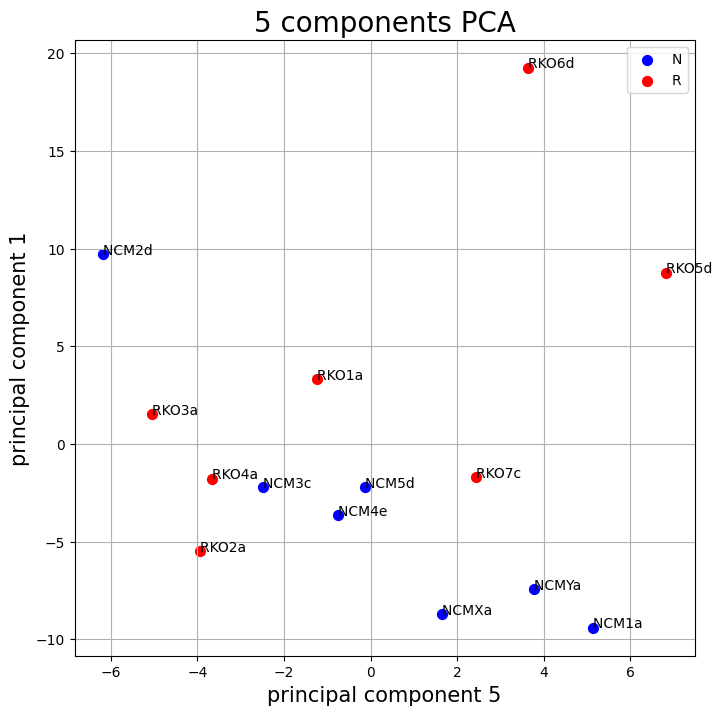 5 components PCA
20
15
10
5
0
−5
−10
principal component 1
N
R
RKO6d
NCM2d
RKO5d
RKO1a
RKO3a
RKO4a
NCM3c
NCM5d
RKO7c
NCM4e
RKO2a
NCMYa
NCMXa
NCM1a
−6
−4
−2
0
2
4
6
principal component 5